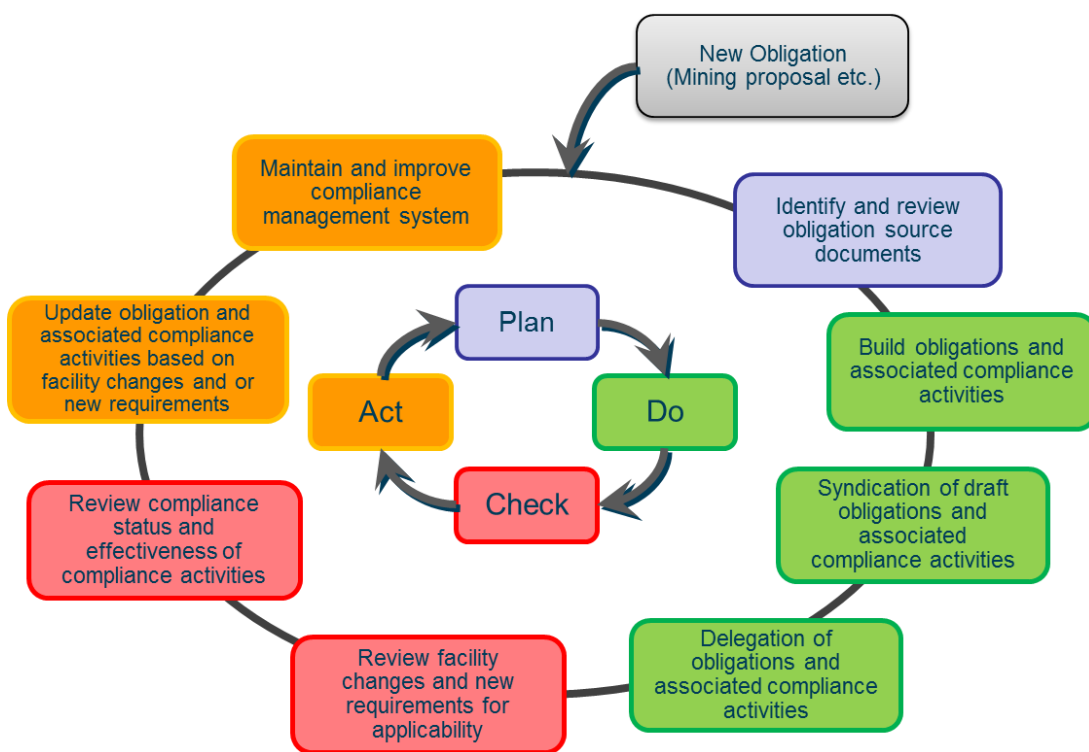 New Obligation
(Mining proposal etc.)
Maintain and improve
compliance
management system
Identify and review
obligation source
documents
Update obligation and
associated compliance
activities based on
facility changes and or
new requirements
Plan
Build obligations and
associated compliance
activities
Act
Do
Check
Review compliance
status and
effectiveness of
compliance activities
Syndication of draft
obligations and
associated
compliance activities
Review facility
changes and new
requirements for
applicability
Delegation of
obligations and
associated compliance
activities